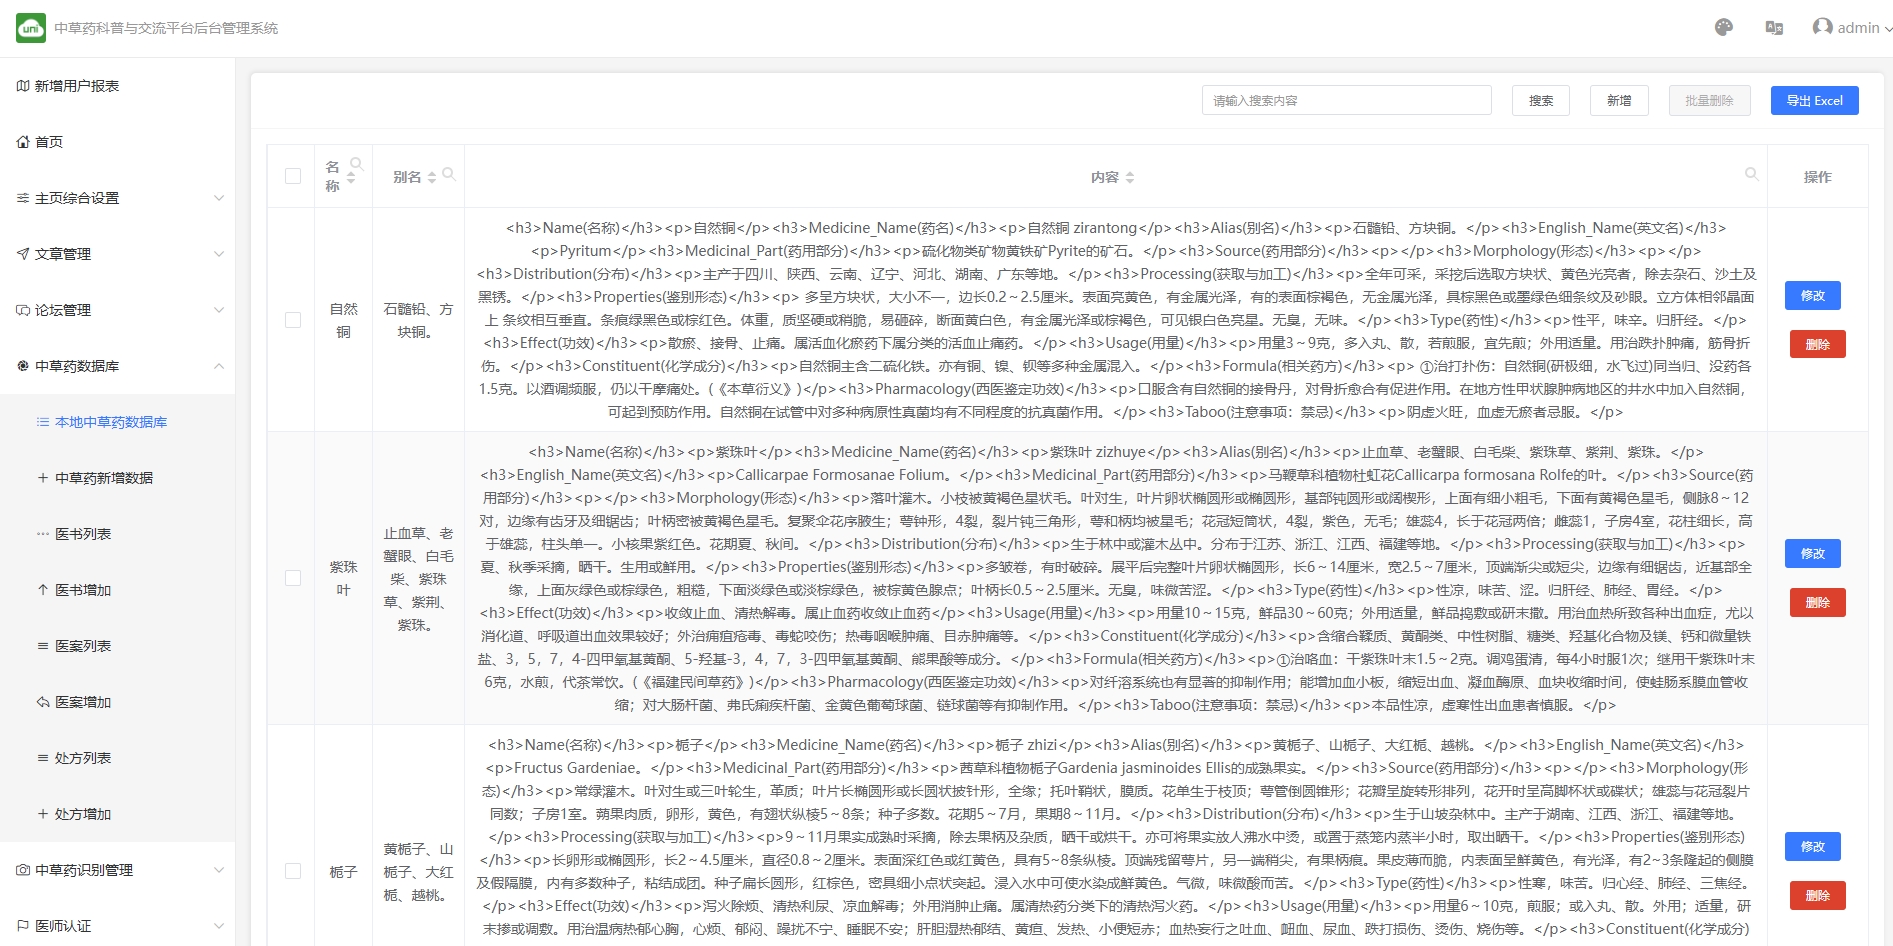 uni 中草药科普与交流平台后台管理系统
admin
新增用户报表
首页
主页综合设置
文章管理
论坛管理
中草药数据库
本地中草药数据库
中草药新增数据
医书列表
医书增加
医案列表
医案增加
处方列表
处方增加
中草药识别管理
医师认证
请输入搜索内容
搜索
新增
批量删除
导出 Excel
名称
别名
内容
操作
自然
铜
石髓铅、方
块铜。
<h3>Name(名称)</h3><p>自然铜</p><h3>Medicine_Name(药名)</h3><p>自然铜 zirantong</p><h3>Alias(别名)</h3><p>石髓铅、方块铜。</p><h3>English_Name(英文名)</h3>
<p>Pyritum</p><h3>Medicinal_Part(药用部分)</h3><p>硫化物类矿物黄铁矿Pyrite的矿石。</p><h3>Source(药用部分)</h3><p></p><h3>Morphology(形态)</h3><p></p>
<h3>Distribution(分布)</h3><p>主产于四川、陕西、云南、辽宁、河北、湖南、广东等地。</p><h3>Processing(获取与加工)</h3><p>全年可采，采挖后选取方块状、黄色光亮者，除去杂石、沙土及
黑锈。</p><h3>Properties(鉴别形态)</h3><p> 多呈方块状，大小不一，边长0.2～2.5厘米。表面亮黄色，有金属光泽，有的表面棕褐色，无金属光泽，具棕黑色或墨绿色细条纹及砂眼。立方体相邻晶面
上 条纹相互垂直。条痕绿黑色或棕红色。体重，质坚硬或稍脆，易砸碎，断面黄白色，有金属光泽或棕褐色，可见银白色亮星。无臭，无味。</p><h3>Type(药性)</h3><p>性平，味辛。归肝经。</p>
<h3>Effect(功效)</h3><p>散瘀、接骨、止痛。属活血化瘀药下属分类的活血止痛药。</p><h3>Usage(用量)</h3><p>用量3～9克，多入丸、散，若煎服，宜先煎；外用适量。用治跌扑肿痛，筋骨折
伤。</p><h3>Constituent(化学成分)</h3><p>自然铜主含二硫化铁。亦有铜、镍、钡等多种金属混入。</p><h3>Formula(相关药方)</h3><p> ①治打扑伤：自然铜(研极细，水飞过)同当归、没药各
1.5克。以酒调频服，仍以干摩痛处。(《本草衍义》)</p><h3>Pharmacology(西医鉴定功效)</h3><p>口服含有自然铜的接骨丹，对骨折愈合有促进作用。在地方性甲状腺肿病地区的井水中加入自然铜，
可起到预防作用。自然铜在试管中对多种病原性真菌均有不同程度的抗真菌作用。</p><h3>Taboo(注意事项：禁忌)</h3><p>阴虚火旺，血虚无瘀者忌服。</p>
修改
删除
紫珠
叶
止血草、老
蟹眼、白毛
柴、紫珠
草、紫荆、
紫珠。
<h3>Name(名称)</h3><p>紫珠叶</p><h3>Medicine_Name(药名)</h3><p>紫珠叶 zizhuye</p><h3>Alias(别名)</h3><p>止血草、老蟹眼、白毛柴、紫珠草、紫荆、紫珠。</p>
<h3>English_Name(英文名)</h3><p>Callicarpae Formosanae Folium。</p><h3>Medicinal_Part(药用部分)</h3><p>马鞭草科植物杜虹花Callicarpa formosana Rolfe的叶。</p><h3>Source(药
用部分)</h3><p></p><h3>Morphology(形态)</h3><p>落叶灌木。小枝被黄褐色星状毛。叶对生，叶片卵状椭圆形或椭圆形，基部钝圆形或阔楔形，上面有细小粗毛，下面有黄褐色星毛，侧脉8～12
对，边缘有齿牙及细锯齿；叶柄密被黄褐色星毛。复聚伞花序腋生；萼钟形，4裂，裂片钝三角形，萼和柄均被星毛；花冠短筒状，4裂，紫色，无毛；雄蕊4，长于花冠两倍；雌蕊1，子房4室，花柱细长，高
于雄蕊，柱头单一。小核果紫红色。花期夏、秋间。</p><h3>Distribution(分布)</h3><p>生于林中或灌木丛中。分布于江苏、浙江、江西、福建等地。</p><h3>Processing(获取与加工)</h3><p>
夏、秋季采摘，晒干。生用或鲜用。</p><h3>Properties(鉴别形态)</h3><p>多皱卷，有时破碎。展平后完整叶片卵状椭圆形，长6～14厘米，宽2.5～7厘米，顶端渐尖或短尖，边缘有细锯齿，近基部全
缘，上面灰绿色或棕绿色，粗糙，下面淡绿色或淡棕绿色，被棕黄色腺点；叶柄长0.5～2.5厘米。无臭，味微苦涩。</p><h3>Type(药性)</h3><p>性凉，味苦、涩。归肝经、肺经、胃经。</p>
<h3>Effect(功效)</h3><p>收敛止血、清热解毒。属止血药收敛止血药</p><h3>Usage(用量)</h3><p>用量10～15克，鲜品30～60克；外用适量，鲜品捣敷或研末撒。用治血热所致各种出血症，尤以
消化道、呼吸道出血效果较好；外治痈疽疮毒、毒蛇咬伤；热毒咽喉肿痛、目赤肿痛等。</p><h3>Constituent(化学成分)</h3><p>含缩合鞣质、黄酮类、中性树脂、糖类、羟基化合物及镁、钙和微量铁
盐、3，5，7，4-四甲氧基黄酮、5-羟基-3，4，7，3-四甲氧基黄酮、熊果酸等成分。</p><h3>Formula(相关药方)</h3><p>①治咯血：干紫珠叶末1.5～2克。调鸡蛋清，每4小时服1次；继用干紫珠叶末
6克，水煎，代茶常饮。(《福建民间草药》)</p><h3>Pharmacology(西医鉴定功效)</h3><p>对纤溶系统也有显著的抑制作用；能增加血小板，缩短出血、凝血酶原、血块收缩时间，使蛙肠系膜血管收
缩；对大肠杆菌、弗氏痢疾杆菌、金黄色葡萄球菌、链球菌等有抑制作用。</p><h3>Taboo(注意事项：禁忌)</h3><p>本品性凉，虚寒性出血患者慎服。</p>
修改
删除
栀子
黄栀子、山
栀子、大红
栀、越桃。
<h3>Name(名称)</h3><p>栀子</p><h3>Medicine_Name(药名)</h3><p>栀子 zhizi</p><h3>Alias(别名)</h3><p>黄栀子、山栀子、大红栀、越桃。</p><h3>English_Name(英文名)</h3>
<p>Fructus Gardeniae。</p><h3>Medicinal_Part(药用部分)</h3><p>茜草科植物栀子Gardenia jasminoides Ellis的成熟果实。</p><h3>Source(药用部分)</h3><p></p><h3>Morphology(形
态)</h3><p>常绿灌木。叶对生或三叶轮生，革质；叶片长椭圆形或长圆状披针形，全缘；托叶鞘状，膜质。花单生于枝顶；萼管倒圆锥形；花瓣呈旋转形排列，花开时呈高脚杯状或碟状；雄蕊与花冠裂片
同数；子房1室。蒴果肉质，卵形，黄色，有翅状纵棱5～8条；种子多数。花期5～7月，果期8～11月。</p><h3>Distribution(分布)</h3><p>生于山坡杂林中。主产于湖南、江西、浙江、福建等地。
</p><h3>Processing(获取与加工)</h3><p>9～11月果实成熟时采摘，除去果柄及杂质，晒干或烘干。亦可将果实放人沸水中烫，或置于蒸笼内蒸半小时，取出晒干。</p><h3>Properties(鉴别形态)
</h3><p>长卵形或椭圆形，长2～4.5厘米，直径0.8～2厘米。表面深红色或红黄色，具有5~8条纵棱。顶端残留萼片，另一端稍尖，有果柄痕。果皮薄而脆，内表面呈鲜黄色，有光泽，有2~3条隆起的侧膜
及假隔膜，内有多数种子，粘结成团。种子扁长圆形，红棕色，密具细小点状突起。浸入水中可使水染成鲜黄色。气微，味微酸而苦。</p><h3>Type(药性)</h3><p>性寒，味苦。归心经、肺经、三焦经。
</p><h3>Effect(功效)</h3><p>泻火除烦、清热利尿、凉血解毒；外用消肿止痛。属清热药分类下的清热泻火药。</p><h3>Usage(用量)</h3><p>用量6～10克，煎服；或入丸、散。外用；适量，研
末掺或调敷。用治温病热郁心胸，心烦、郁闷、躁扰不宁、睡眠不安；肝胆湿热郁结、黄疸、发热、小便短赤；血热妄行之吐血、衄血、尿血、跌打损伤、烫伤、烧伤等。</p><h3>Constituent(化学成分)
修改
删除